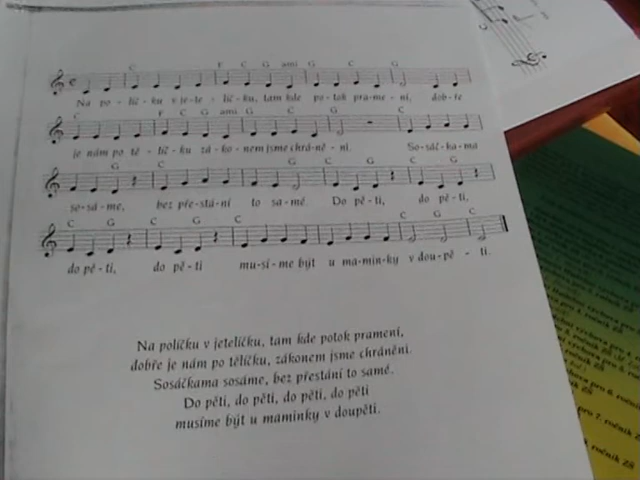 C F C G ami G C G
Na po - líč - ku v je - te - líč - ku, tam kde po - tok pra - me - ní, dob - ře
C F C G ami G C G C
je nám po tě - líč - ku zá - ko - nem jsme chrá - ně - ni. So - sáč - ka - ma
G C G C G C G
so - sá - me, bez pře - stá - ní to sa - mé. Do pě - ti, do pě - ti,
C G C G C C G C
do pě - ti, do pě - ti mu - sí - me být u ma - min - ky v dou - pě - ti.
Na políčku v jetelíčku, tam kde potok pramení,
dobře je nám po tělíčku, zákonem jsme chráněni.
Sosáčkama sosáme, bez přestání to samé.
Do pěti, do pěti, do pěti, do pěti
musíme být u maminky v doupěti.